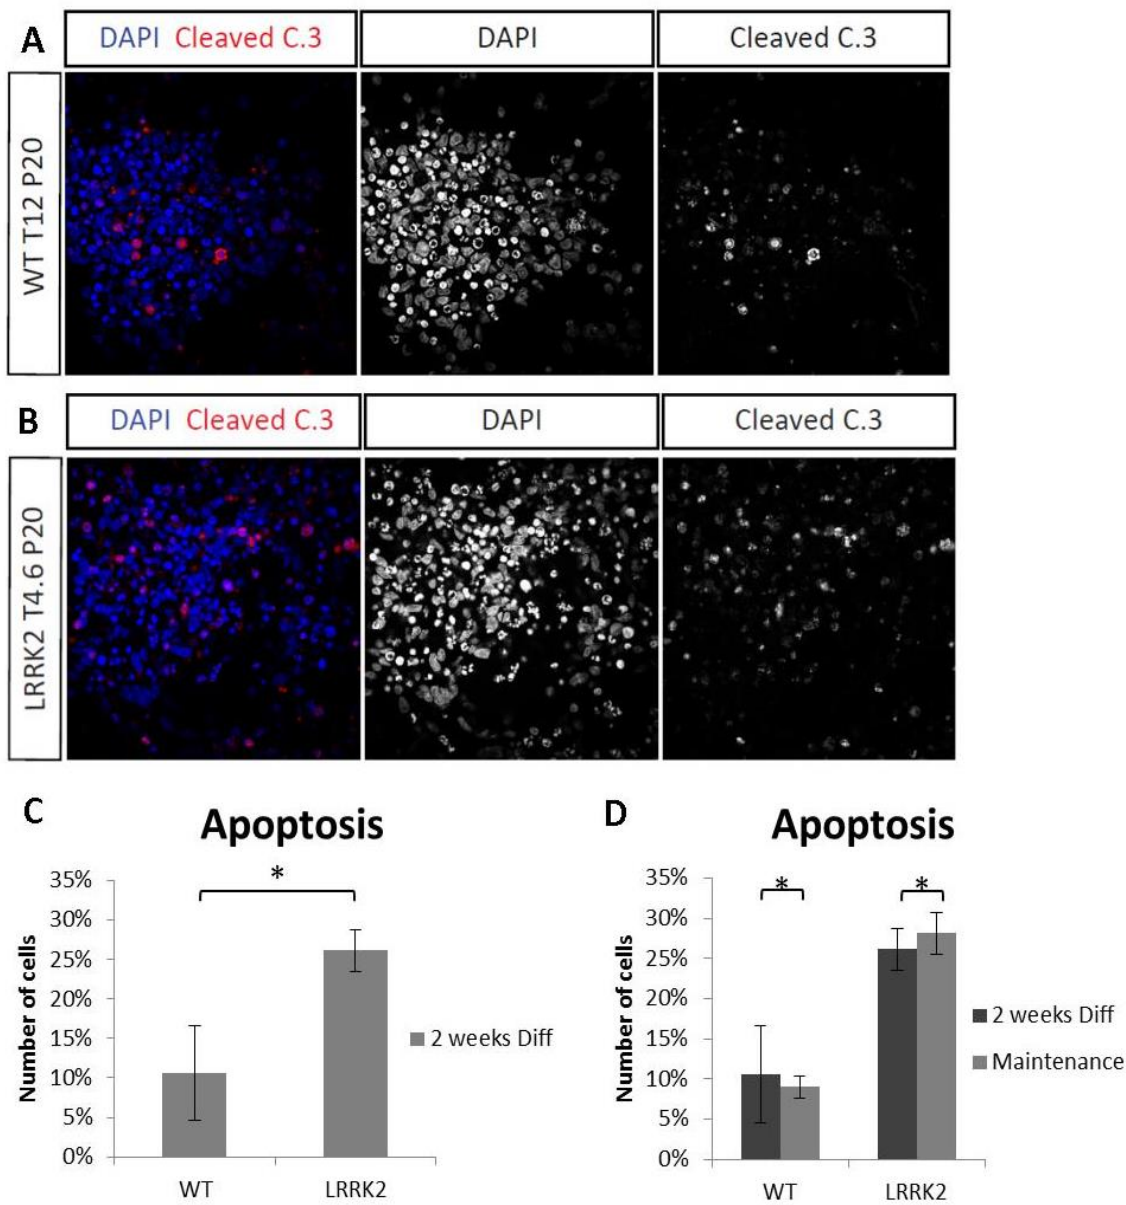 A
DAPI Cleaved C.3
DAPI
Cleaved C.3
WT T12 P20
B
DAPI Cleaved C.3
DAPI
Cleaved C.3
LRRK2 T4.6 P20
C
Apoptosis
Number of cells
35%
30%
25%
20%
15%
10%
5%
0%
*
WT
LRRK2
2 weeks Diff
D
Apoptosis
Number of cells
35%
30%
25%
20%
15%
10%
5%
0%
*
*
WT
LRRK2
2 weeks Diff
Maintenance